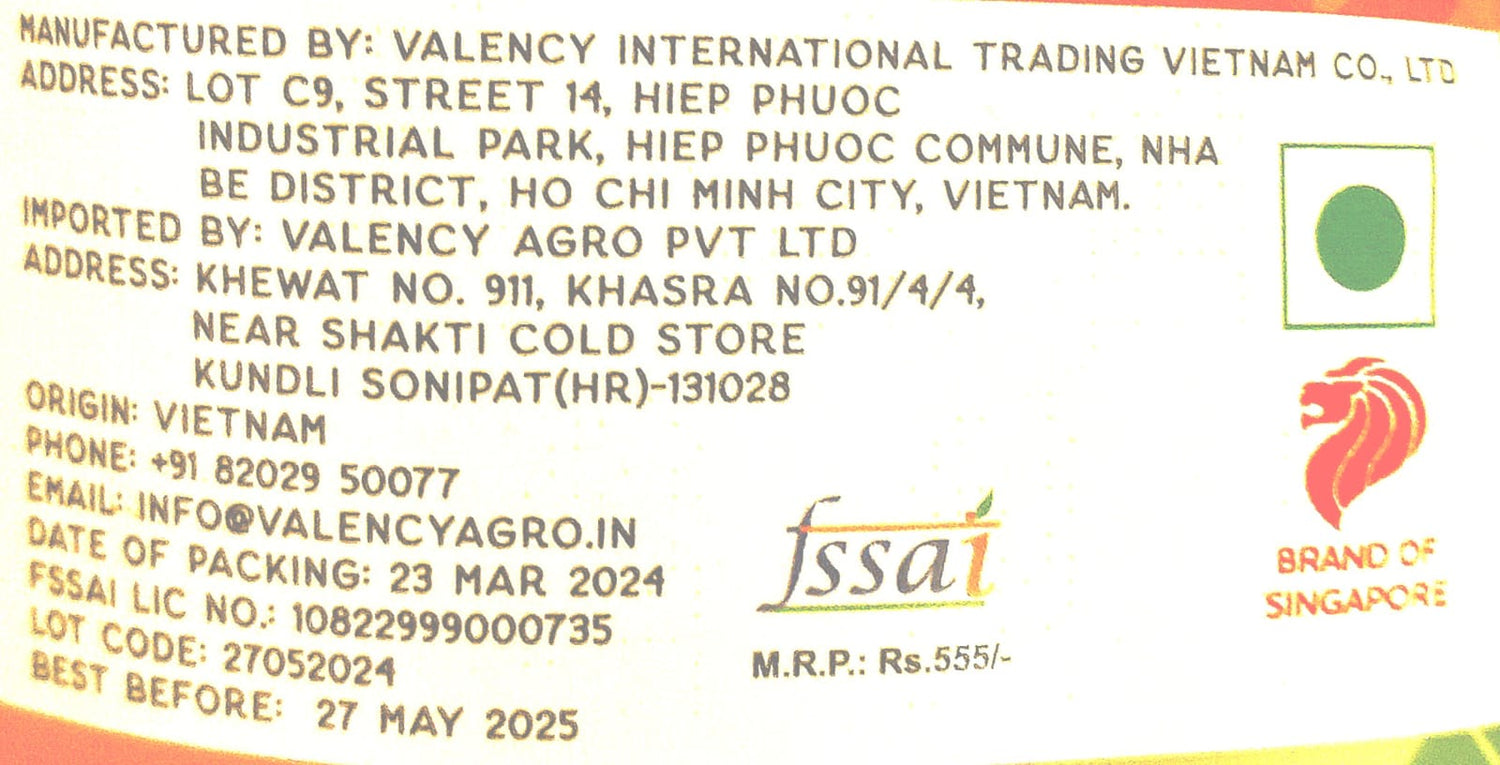 MANUFACTURED BY: VALENCY INTERNATIONAL TRADING VIETNAM CO., LTD
ADDRESS: LOT C9, STREET 14, HIEP PHUOC
INDUSTRIAL PARK, HIEP PHUOC COMMUNE, NHA
BE DISTRICT, HO CHI MINH CITY, VIETNAM.
IMPORTED BY: VALENCY AGRO PVT LTD
ADDRESS: KHEWAT NO. 911, KHASRA NO.91/4/4,
NEAR SHAKTI COLD STORE
KUNDLI SONIPAT(HR)-131028
ORIGIN: VIETNAM
PHONE: +91 82029 50077
EMAIL: INFO@VALENCYAGRO.IN
DATE OF PACKING: 23 MAR 2024
FSSAI LIC NO.: 10822999000735
LOT CODE: 27052024
BEST BEFORE: 27 MAY 2025
fssai
M.R.P.: Rs.555/-
BRAND OF
SINGAPORE